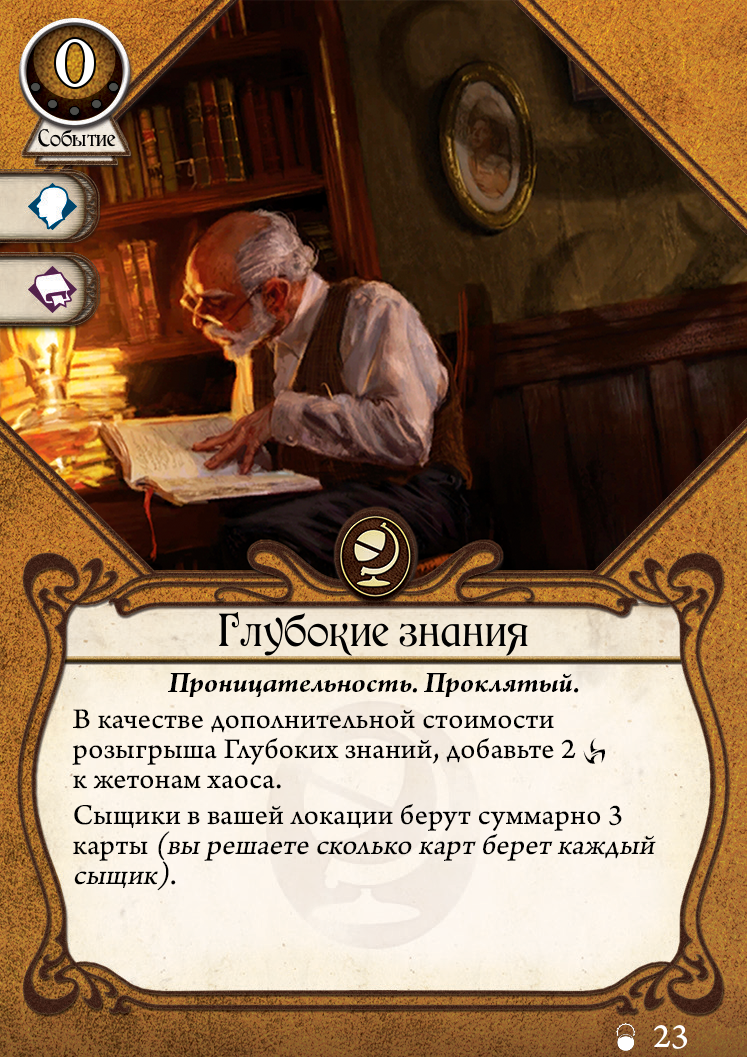 0
Событие
Глубокие знания
Проницательность. Проклятый.
В качестве дополнительной стоимости
розыгрыша Глубоких знаний, добавьте 2
к жетонам хаоса.
Сыщики в вашей локации берут суммарно 3
карты (вы решаете сколько карт берет каждый
сыщик).
23